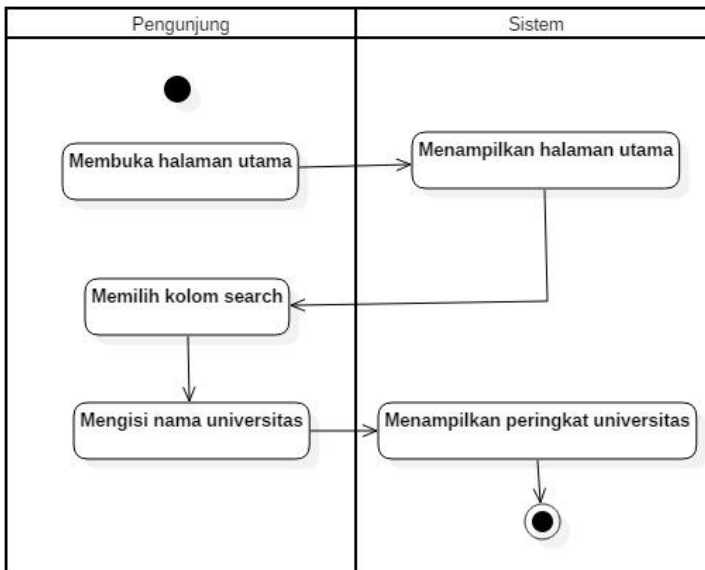 Pengunjung
Sistem
Membuka halaman utama
Menampilkan halaman utama
Memilih kolom search
Mengisi nama universitas
Menampilkan peringkat universitas